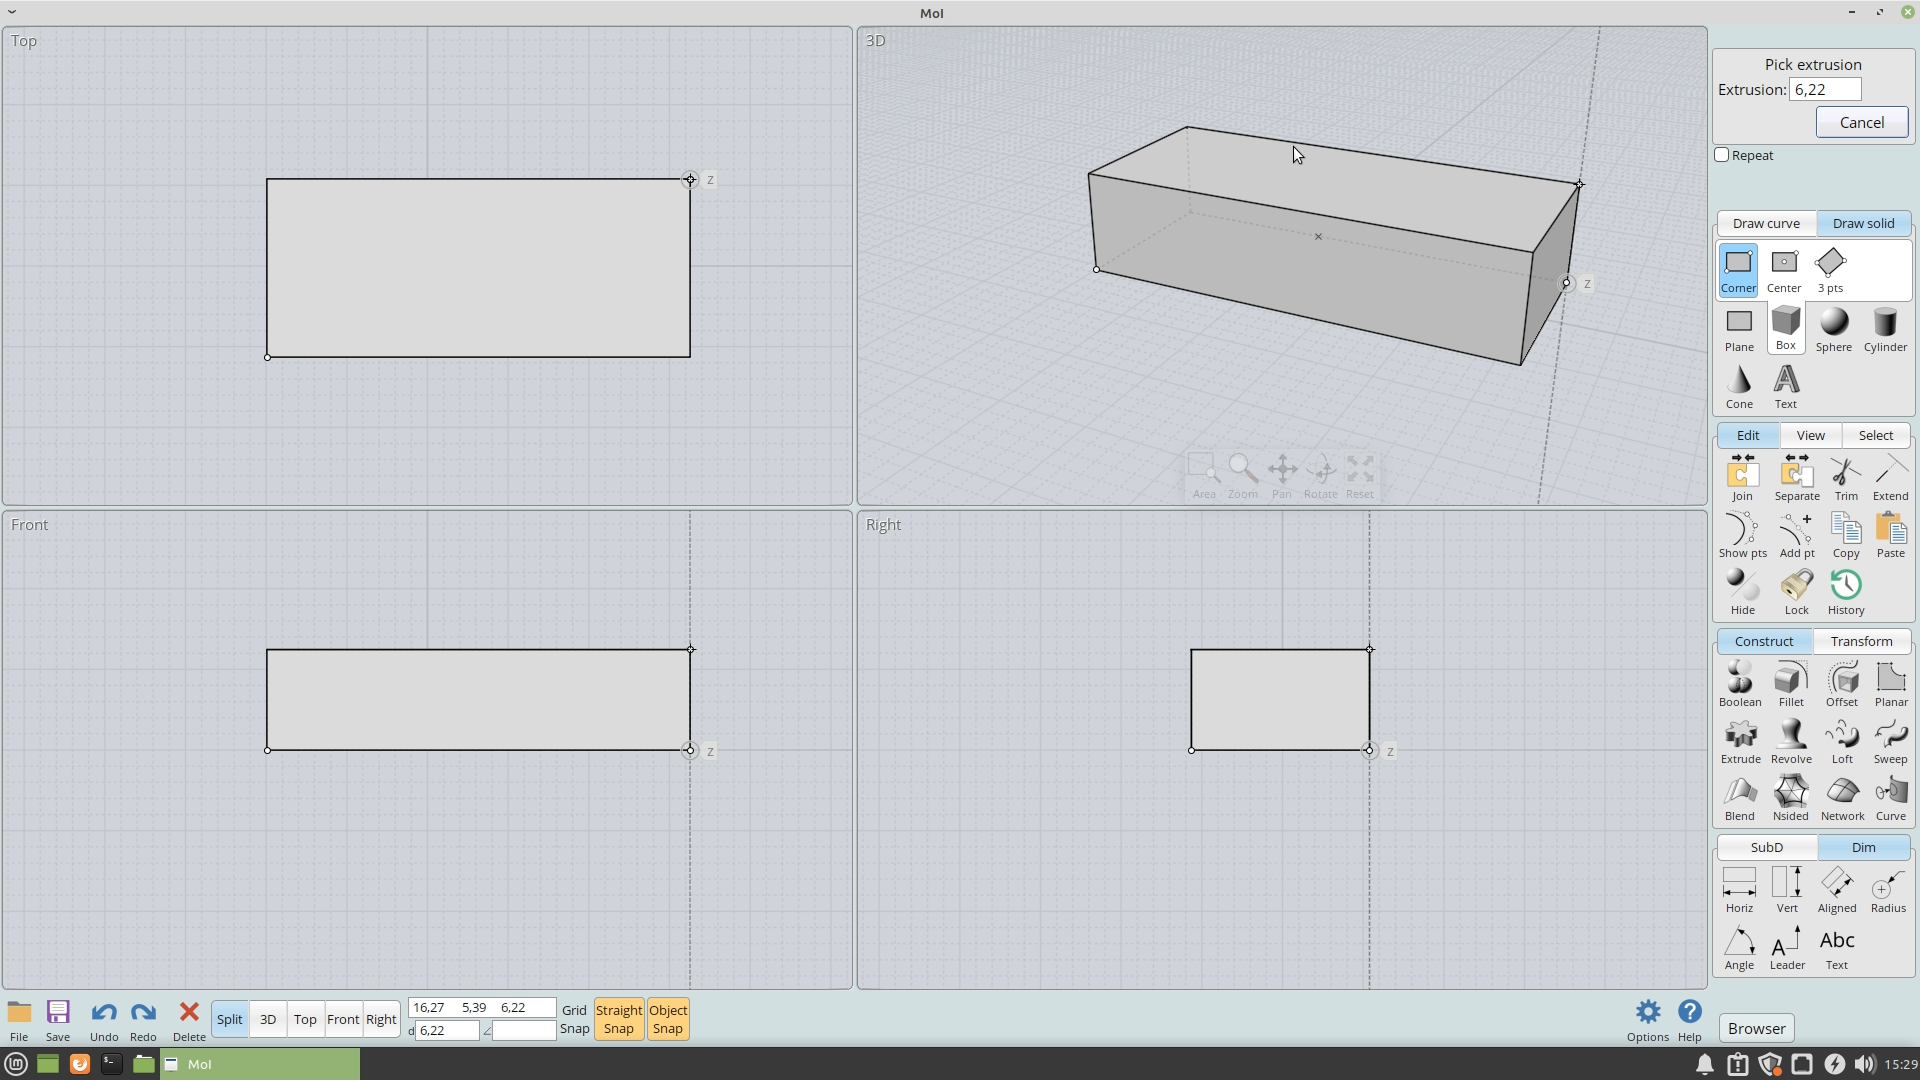 MoI
Top
Z
3D
Z
Area Zoom Pan Rotate Reset
Front
Z
Right
Z
Pick extrusion
Extrusion: 6,22
Cancel
Repeat
Draw curve Draw solid
Corner Center 3 pts
Plane Box Sphere Cylinder
Cone Text
Edit View Select
Join Separate Trim Extend
Show pts Add pt Copy Paste
Hide Lock History
Construct Transform
Boolean Fillet Offset Planar
Extrude Revolve Loft Sweep
Blend Nsided Network Curve
SubD Dim
Horiz Vert Aligned Radius
Angle Leader Abc Text
File Save Undo Redo Delete
Split 3D Top Front Right
16,27 5,39 6,22
d 6,22
Grid Snap
Straight Snap
Object Snap
Options Help
Browser
MoI
15:29